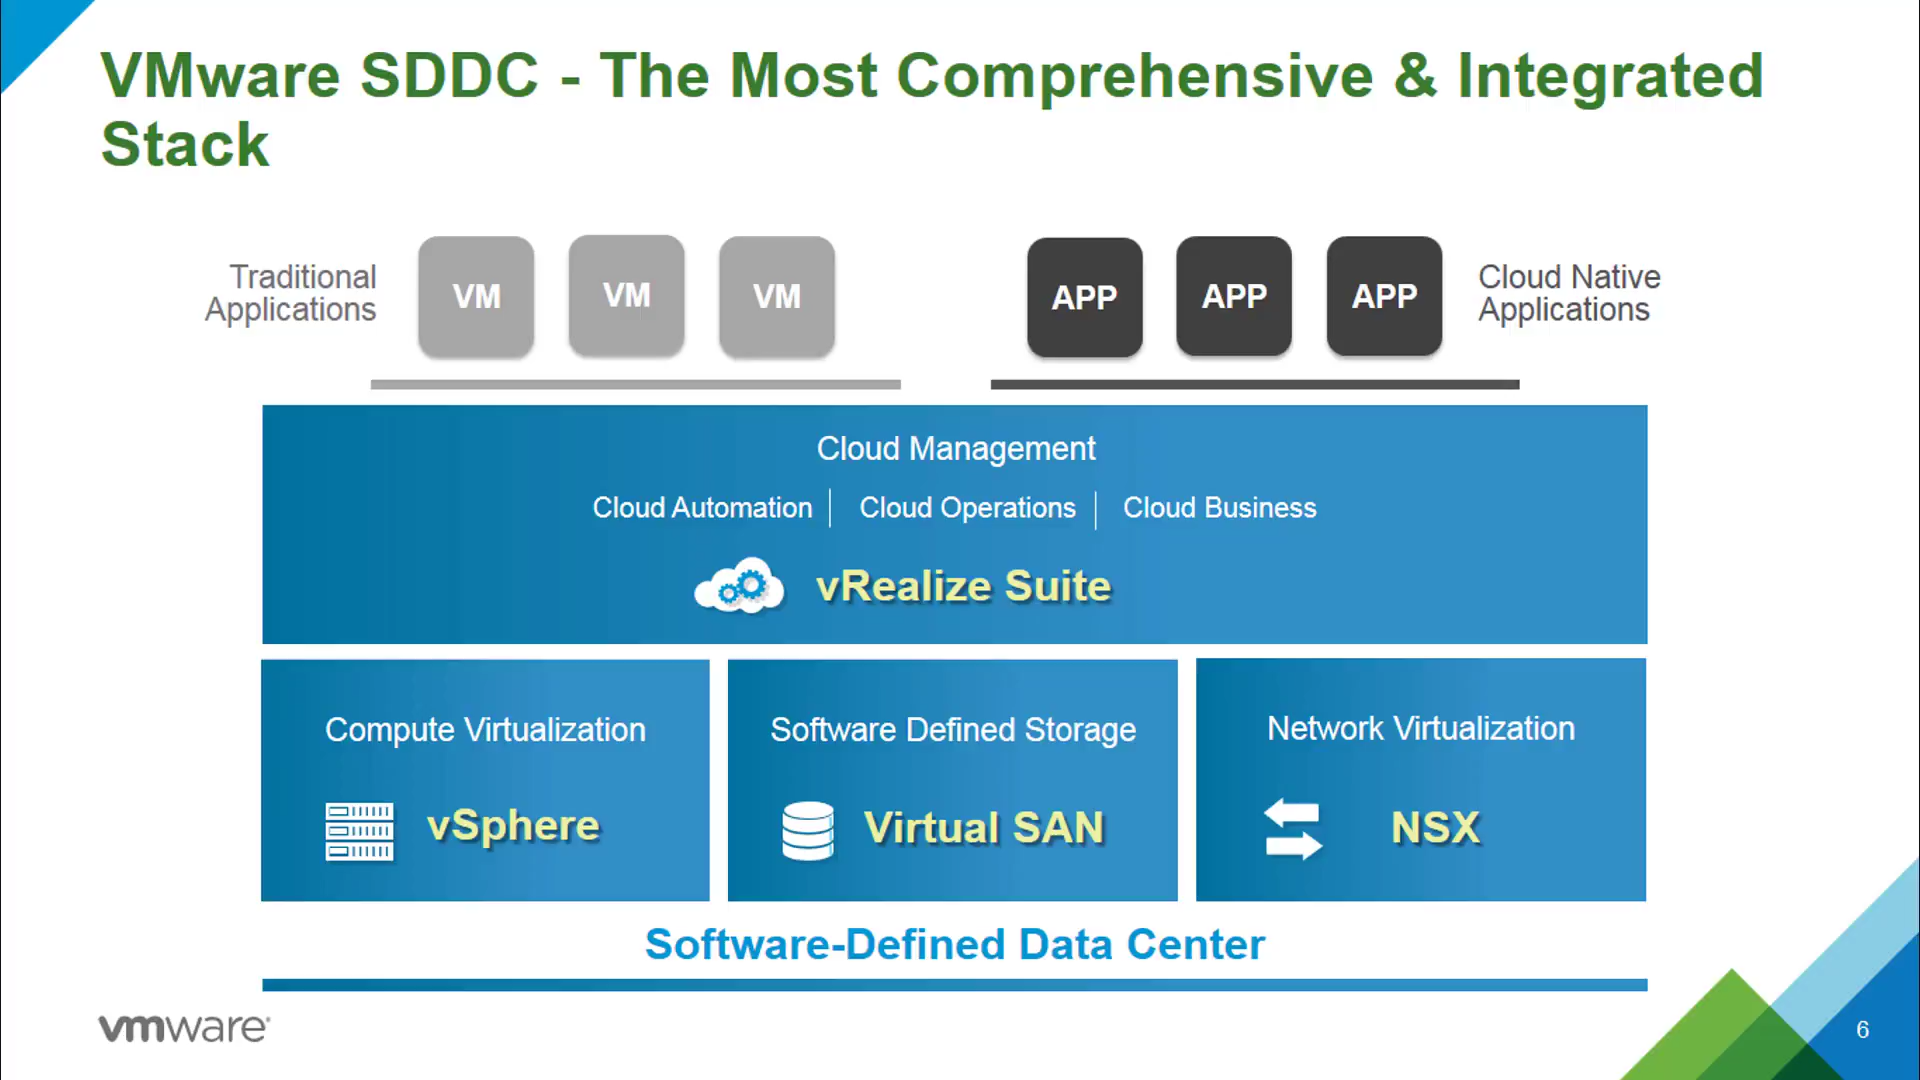 VMware SDDC - The Most Comprehensive & Integrated
Stack
Traditional
Applications
VM
VM
VM
APP
APP
APP
Cloud Native
Applications
Cloud Management
Cloud Automation
Cloud Operations
Cloud Business
vRealize Suite
Compute Virtualization
vSphere
Software Defined Storage
Virtual SAN
Network Virtualization
NSX
Software-Defined Data Center
vmware®
6